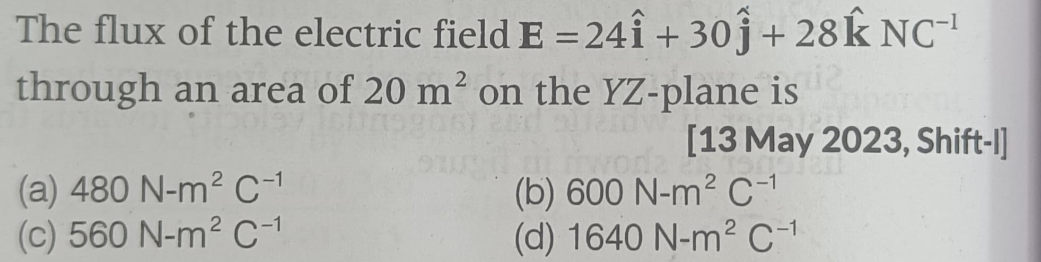 The flux of the electric field E = 24î + 30ĵ + 28k̂ NC⁻¹
through an area of 20 m² on the YZ-plane is
[13 May 2023, Shift-I]
(a) 480 N-m² C⁻¹ (b) 600 N-m² C⁻¹
(c) 560 N-m² C⁻¹ (d) 1640 N-m² C⁻¹